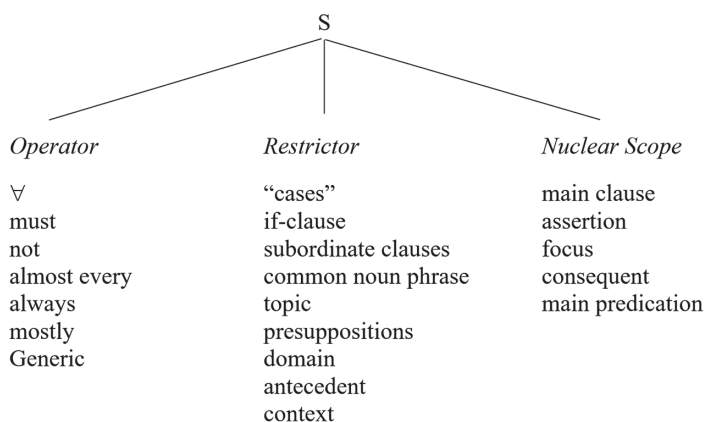 S
Operator Restrictor Nuclear Scope
∀ “cases” main clause
must if-clause assertion
not subordinate clauses focus
almost every common noun phrase consequent
always topic main predication
mostly presuppositions
Generic domain
antecedent
context